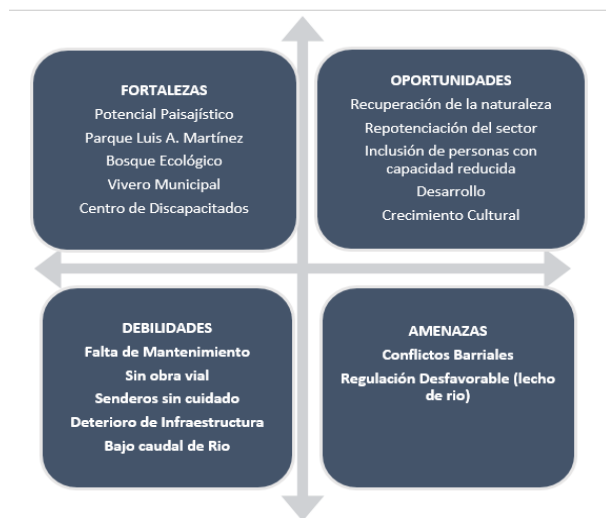 FORTALEZAS
Potencial Paisajístico
Parque Luis A. Martínez
Bosque Ecológico
Vivero Municipal
Centro de Discapacitados
OPORTUNIDADES
Recuperación de la naturaleza
Repotenciación del sector
Inclusión de personas con
capacidad reducida
Desarrollo
Crecimiento Cultural
DEBILIDADES
Falta de Mantenimiento
Sin obra vial
Senderos sin cuidado
Deterioro de Infraestructura
Bajo caudal de Rio
AMENAZAS
Conflictos Barriales
Regulación Desfavorable (lecho
de rio)